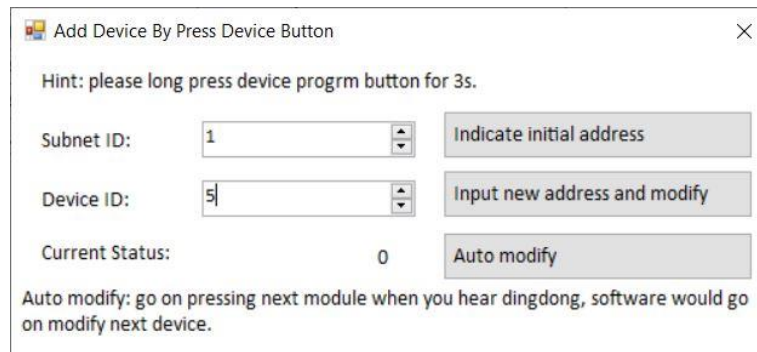 Add Device By Press Device Button
Hint: please long press device progrm button for 3s.
Subnet ID: 1 Indicate initial address
Device ID: 5 Input new address and modify
Current Status: 0 Auto modify
Auto modify: go on pressing next module when you hear dingdong, software would go
on modify next device.